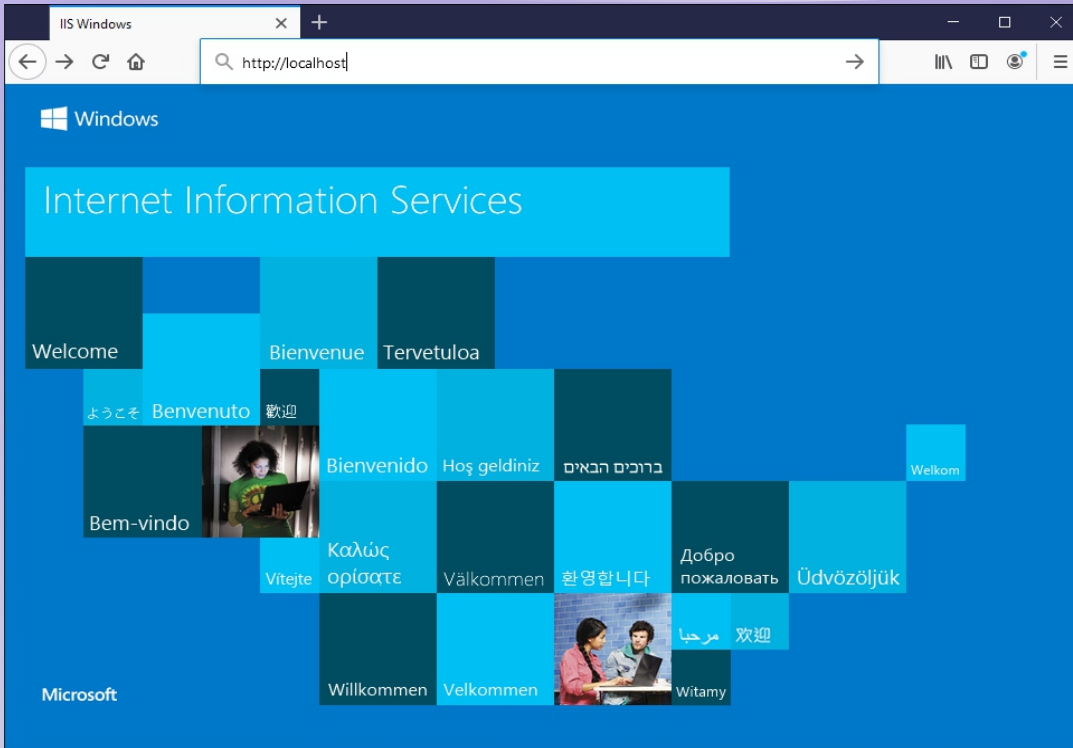 IIS Windows
http://localhost
Windows
Internet Information Services
Welcome
Bienvenue
Tervetuloa
ようこそ
Benvenuto
歡迎
Bienvenido
Hoş geldiniz
ברוכים הבאים
Welkom
Bem-vindo
Vítejte
Καλώς
ορίσατε
Välkommen
환영합니다
Добро
пожаловать
Üdvözöljük
مرحبا
欢迎
Microsoft
Willkommen
Velkommen
Witamy